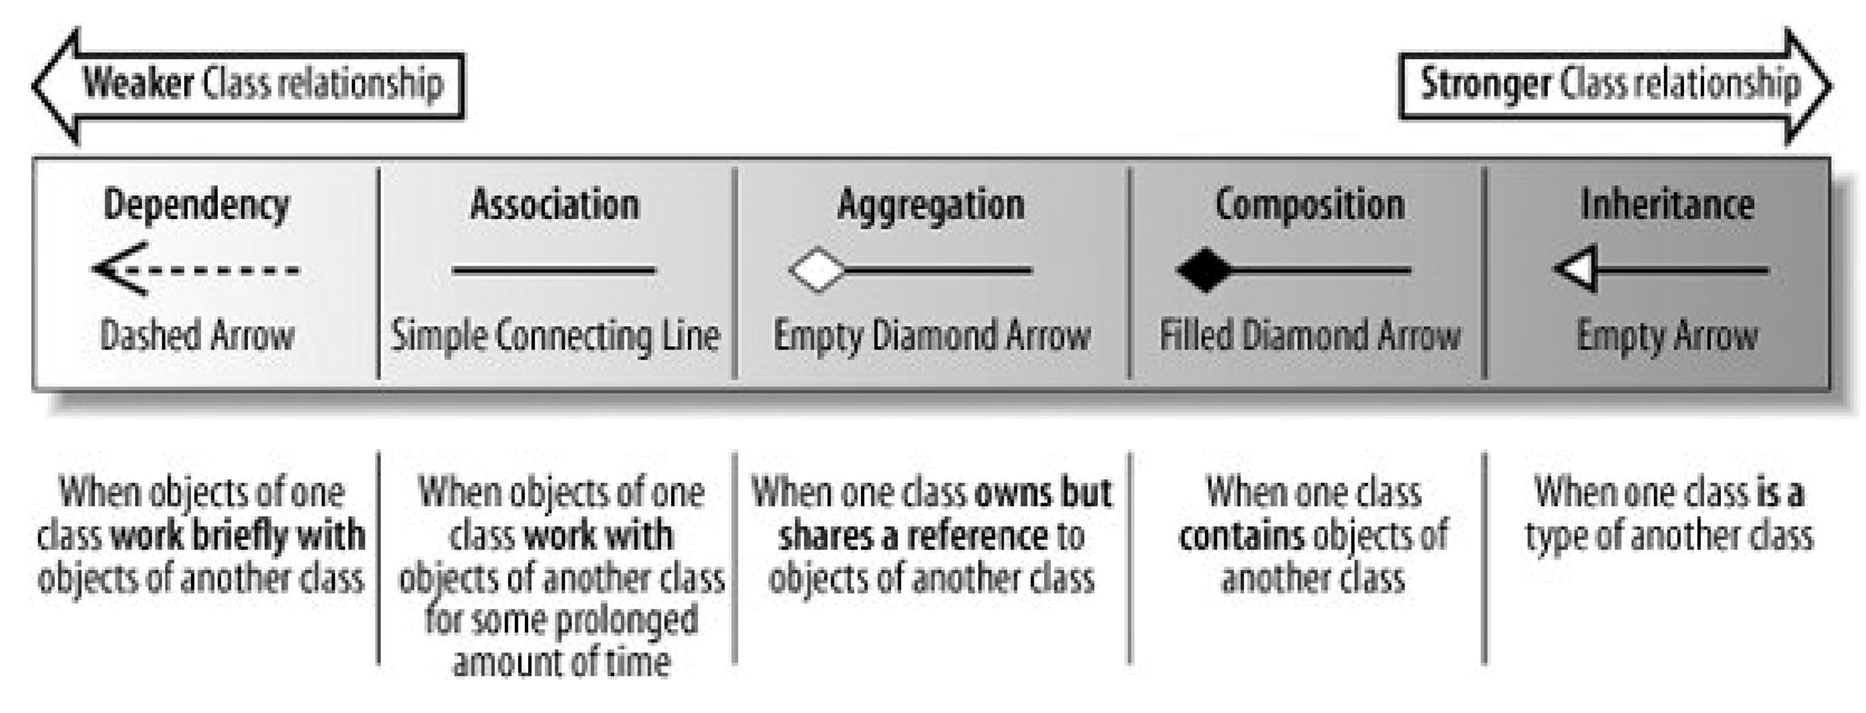 Weaker Class relationship
Stronger Class relationship
Dependency
Dashed Arrow
Association
Simple Connecting Line
Aggregation
Empty Diamond Arrow
Composition
Filled Diamond Arrow
Inheritance
Empty Arrow
When objects of one
class work briefly with
objects of another class
When objects of one
class work with
objects of another class
for some prolonged
amount of time
When one class owns but
shares a reference to
objects of another class
When one class
contains objects of
another class
When one class is a
type of another class